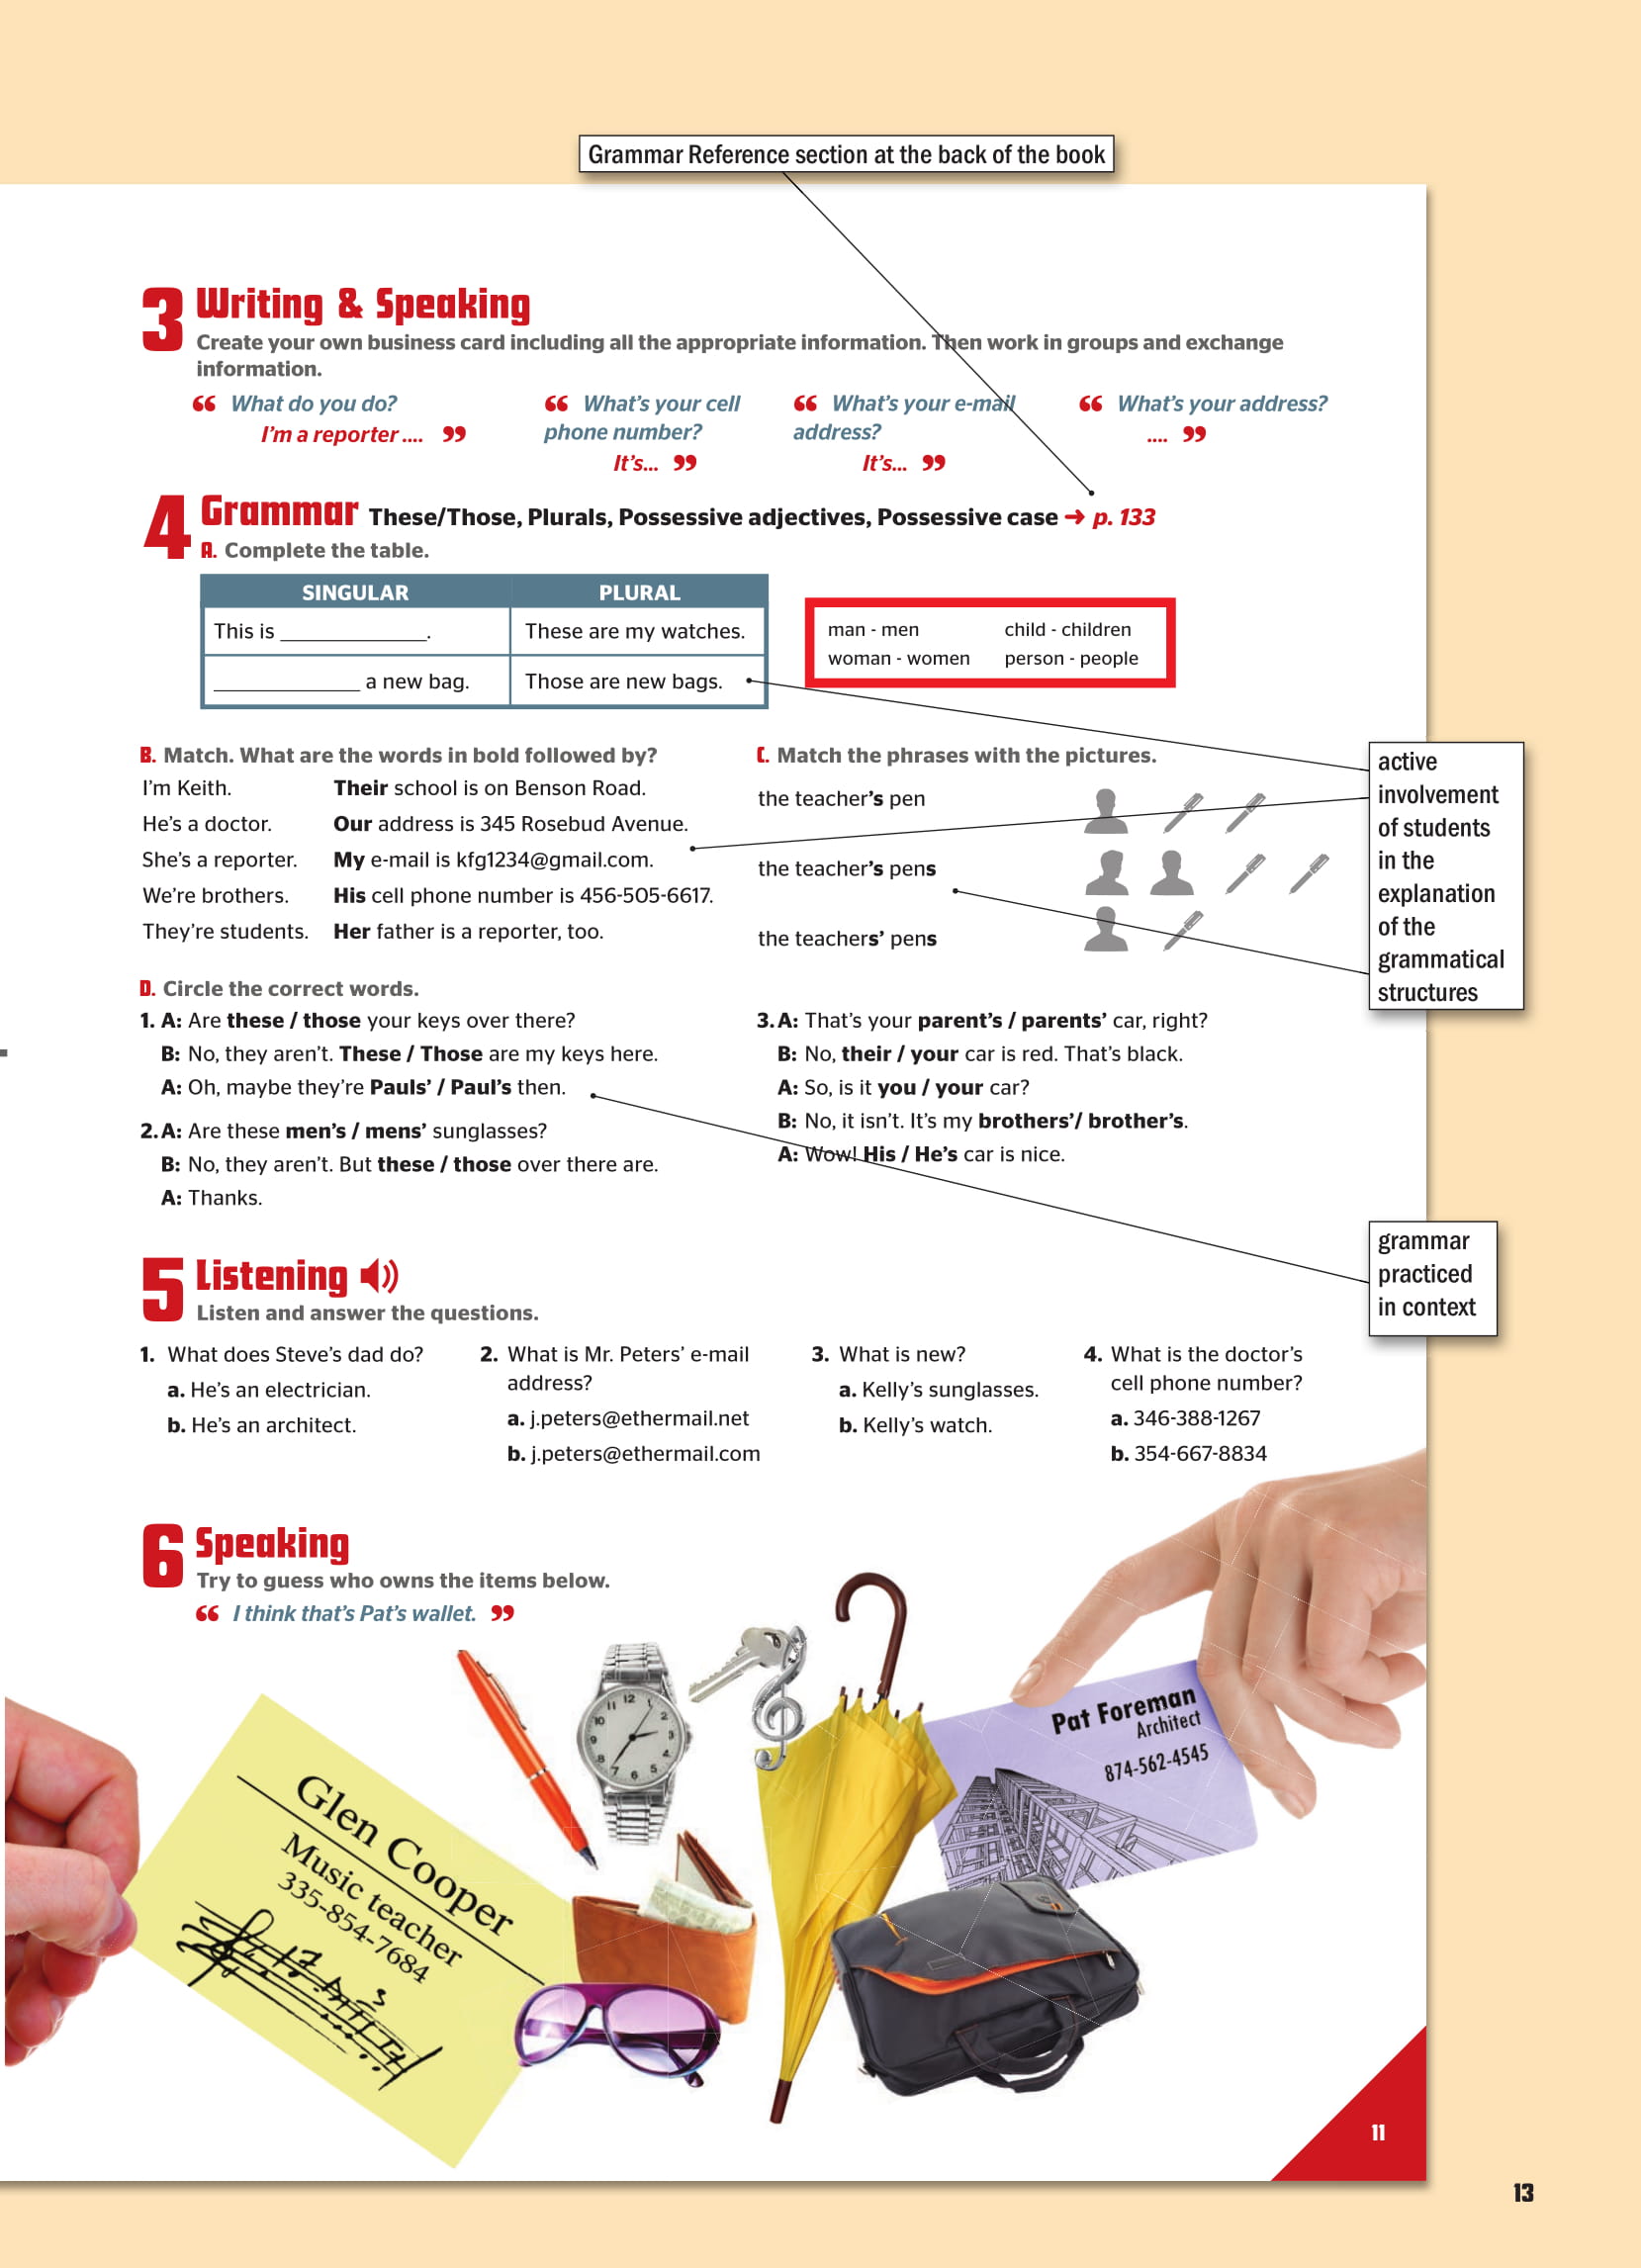 Grammar Reference section at the back of the book
3 Writing & Speaking
Create your own business card including all the appropriate information. Then work in groups and exchange
information.
“ What do you do?
I'm a reporter .... ”
“ What's your cell
phone number?
It's... ”
“ What's your e-mail
address?
It's... ”
“ What's your address?
.... ”
4 Grammar These/Those, Plurals, Possessive adjectives, Possessive case ➜ p. 133
A. Complete the table.
SINGULAR PLURAL
This is ______________. These are my watches.
______________ a new bag. Those are new bags.
man - men child - children
woman - women person - people
B. Match. What are the words in bold followed by?
I'm Keith. Their school is on Benson Road.
He's a doctor. Our address is 345 Rosebud Avenue.
She's a reporter. My e-mail is kfg1234@gmail.com.
We're brothers. His cell phone number is 456-505-6617.
They're students. Her father is a reporter, too.
C. Match the phrases with the pictures.
the teacher's pen
the teacher's pens
the teachers' pens
active
involvement
of students
in the
explanation
of the
grammatical
structures
D. Circle the correct words.
1. A: Are these / those your keys over there?
B: No, they aren't. These / Those are my keys here.
A: Oh, maybe they're Pauls' / Paul's then.
2. A: Are these men's / mens' sunglasses?
B: No, they aren't. But these / those over there are.
A: Thanks.
3. A: That's your parent's / parents' car, right?
B: No, their / your car is red. That's black.
A: So, is it you / your car?
B: No, it isn't. It's my brothers'/ brother's.
A: Wow! His / He's car is nice.
grammar
practiced
in context
5 Listening
Listen and answer the questions.
1. What does Steve's dad do?
a. He's an electrician.
b. He's an architect.
2. What is Mr. Peters' e-mail
address?
a. j.peters@ethermail.net
b. j.peters@ethermail.com
3. What is new?
a. Kelly's sunglasses.
b. Kelly's watch.
4. What is the doctor's
cell phone number?
a. 346-388-1267
b. 354-667-8834
6 Speaking
Try to guess who owns the items below.
“ I think that's Pat's wallet. ”
Glen Cooper
Music teacher
335-854-7684
11 12 1
10 2
9 3
8 4
7 6 5
Pat Foreman
Architect
874-562-4545
11
13